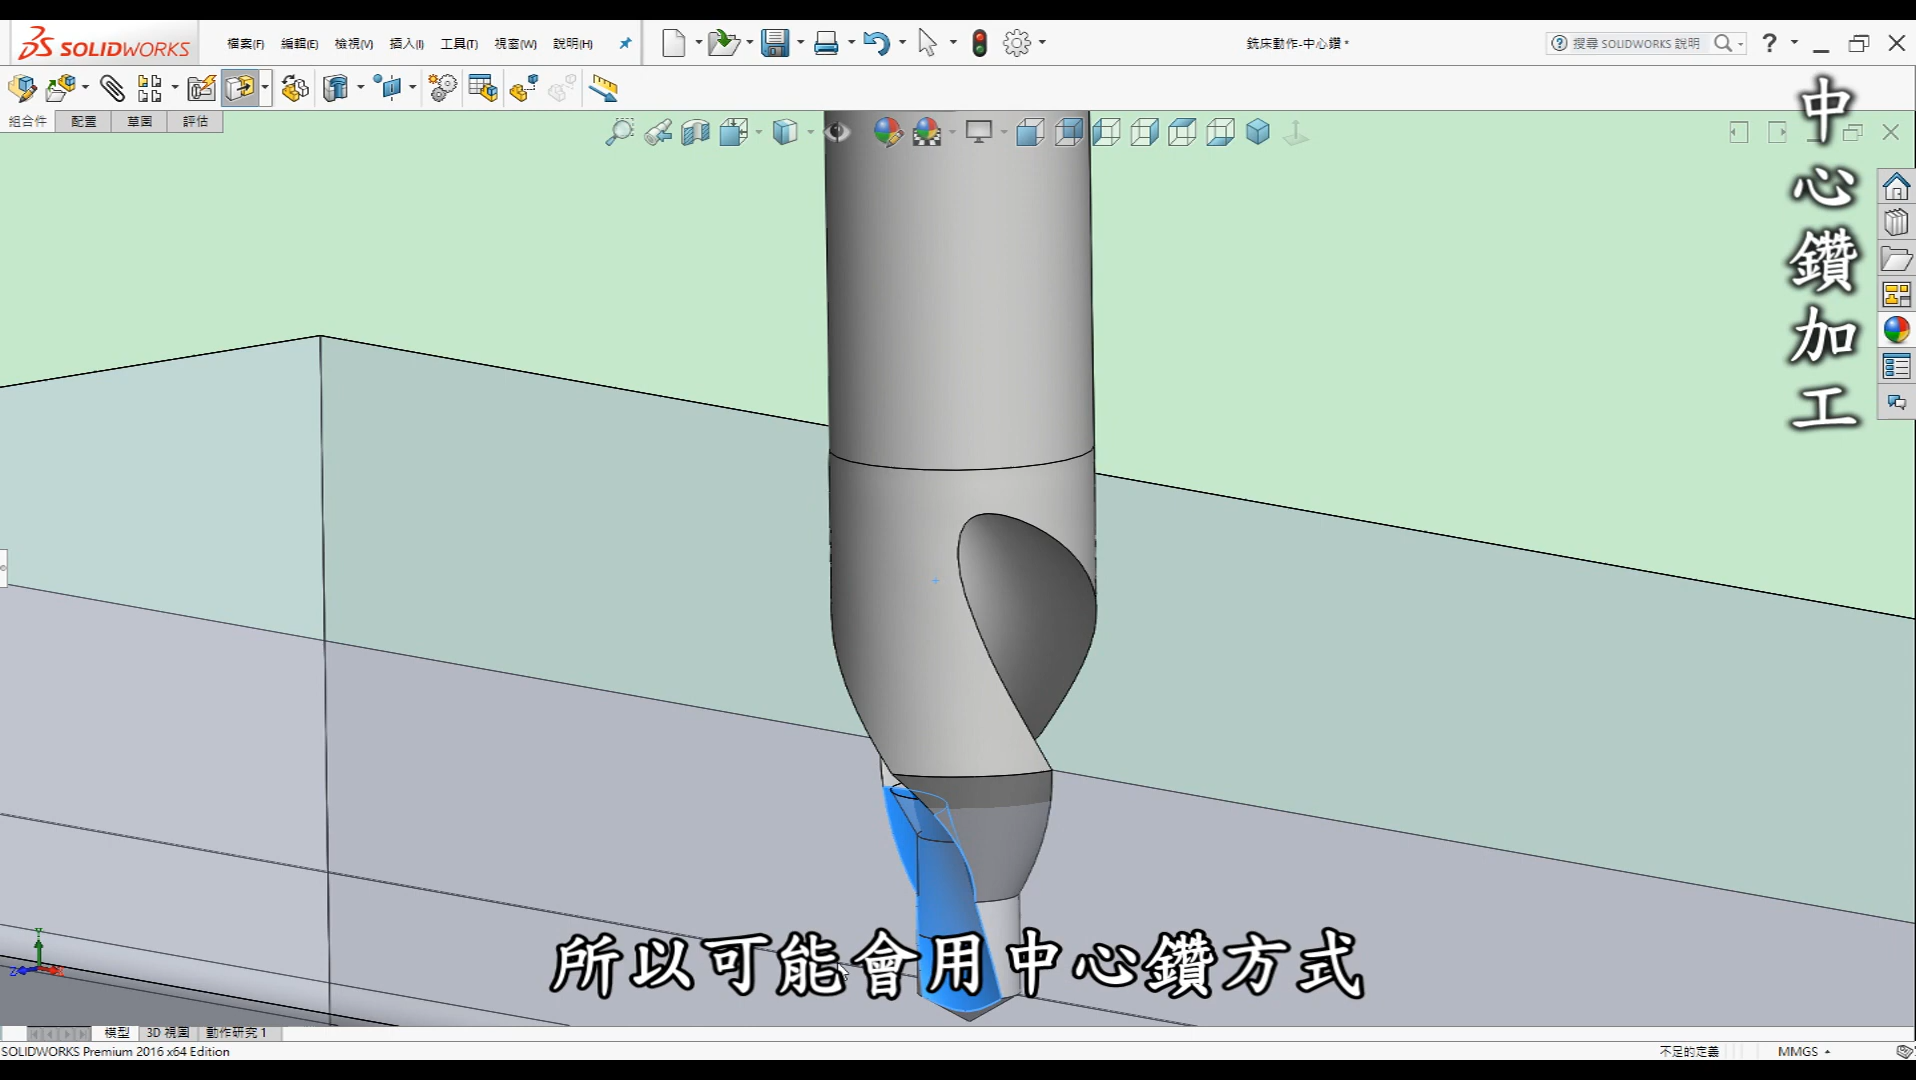 SOLIDWORKS
檔案(F) 編輯(E) 檢視(V) 插入(I) 工具(T) 視窗(W) 說明(H)
銑床動作-中心鑽 *
搜尋 SOLIDWORKS 說明
組合件 配置 草圖 評估
中心鑽加工
所以可能會用中心鑽方式
模型 3D 視圖 動作研究 1
SOLIDWORKS Premium 2016 x64 Edition
不足的定義
MMGS